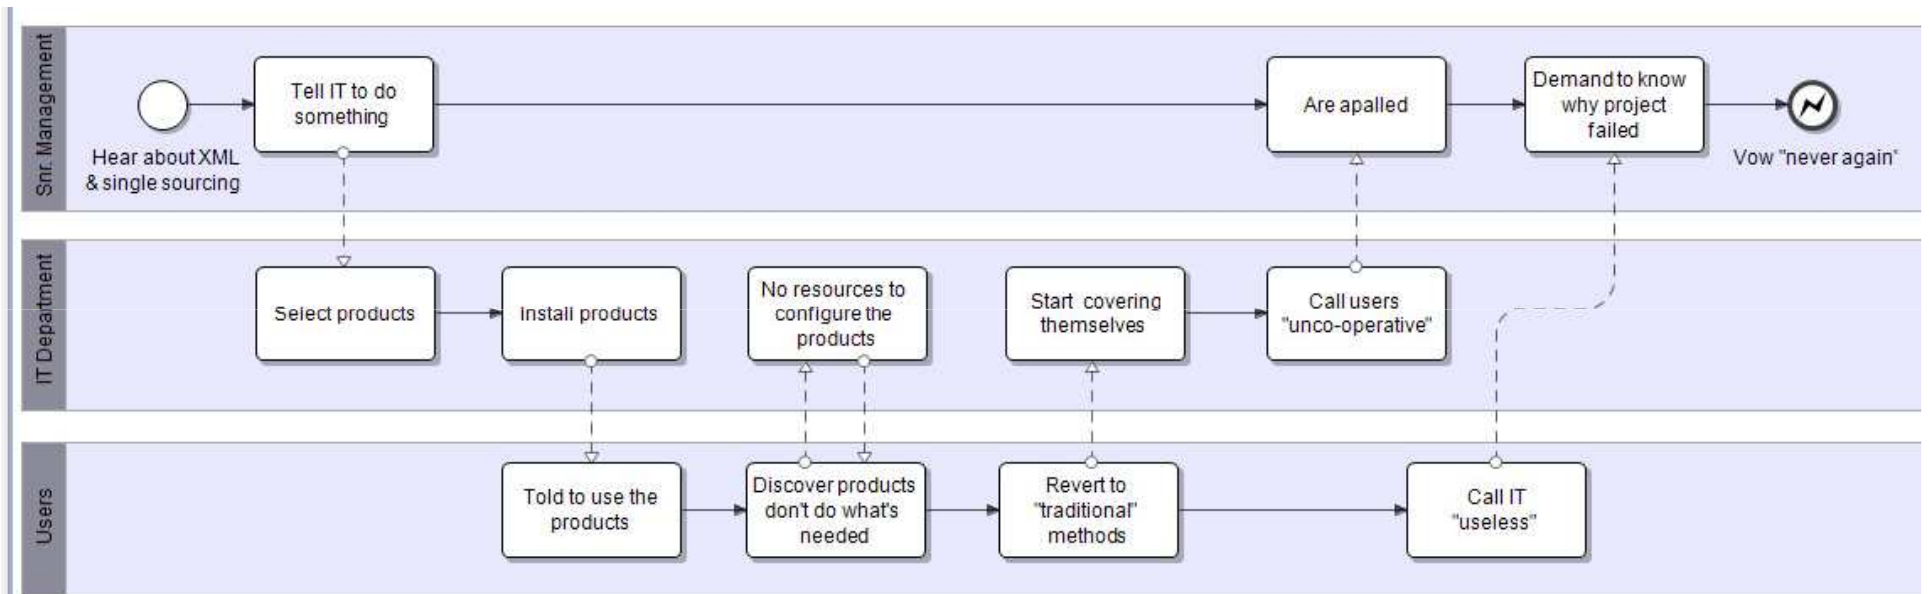 Snr. Management
Hear about XML
& single sourcing
Tell IT to do
something
Are apalled
Demand to know
why project
failed
Vow "never again"
IT Department
Select products
Install products
No resources to
configure the
products
Start covering
themselves
Call users
"unco-operative"
Users
Told to use the
products
Discover products
don't do what's
needed
Revert to
"traditional"
methods
Call IT
"useless"